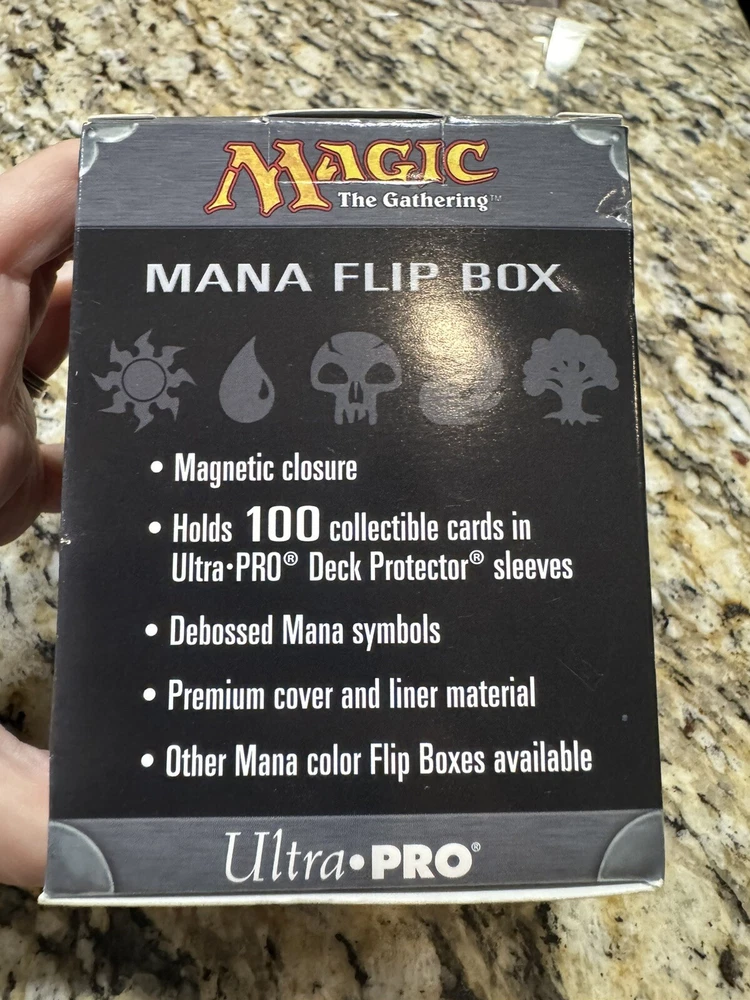 MAGIC
The Gathering™
MANA FLIP BOX
• Magnetic closure
• Holds 100 collectible cards in
Ultra•PRO® Deck Protector® sleeves
• Debossed Mana symbols
• Premium cover and liner material
• Other Mana color Flip Boxes available
Ultra•PRO®